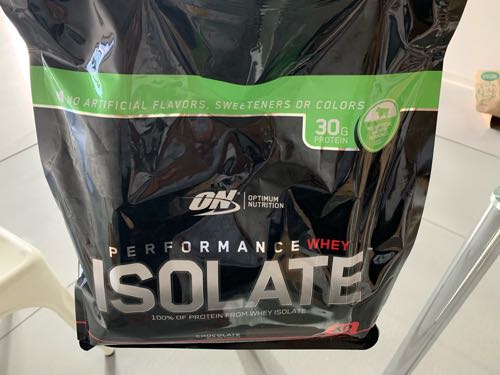 NO ARTIFICIAL FLAVORS, SWEETENERS OR COLORS
30G
PROTEIN
ON
OPTIMUM
NUTRITION
PERFORMANCE WHEY
ISOLATE
100% OF PROTEIN FROM WHEY ISOLATE
CHOCOLATE